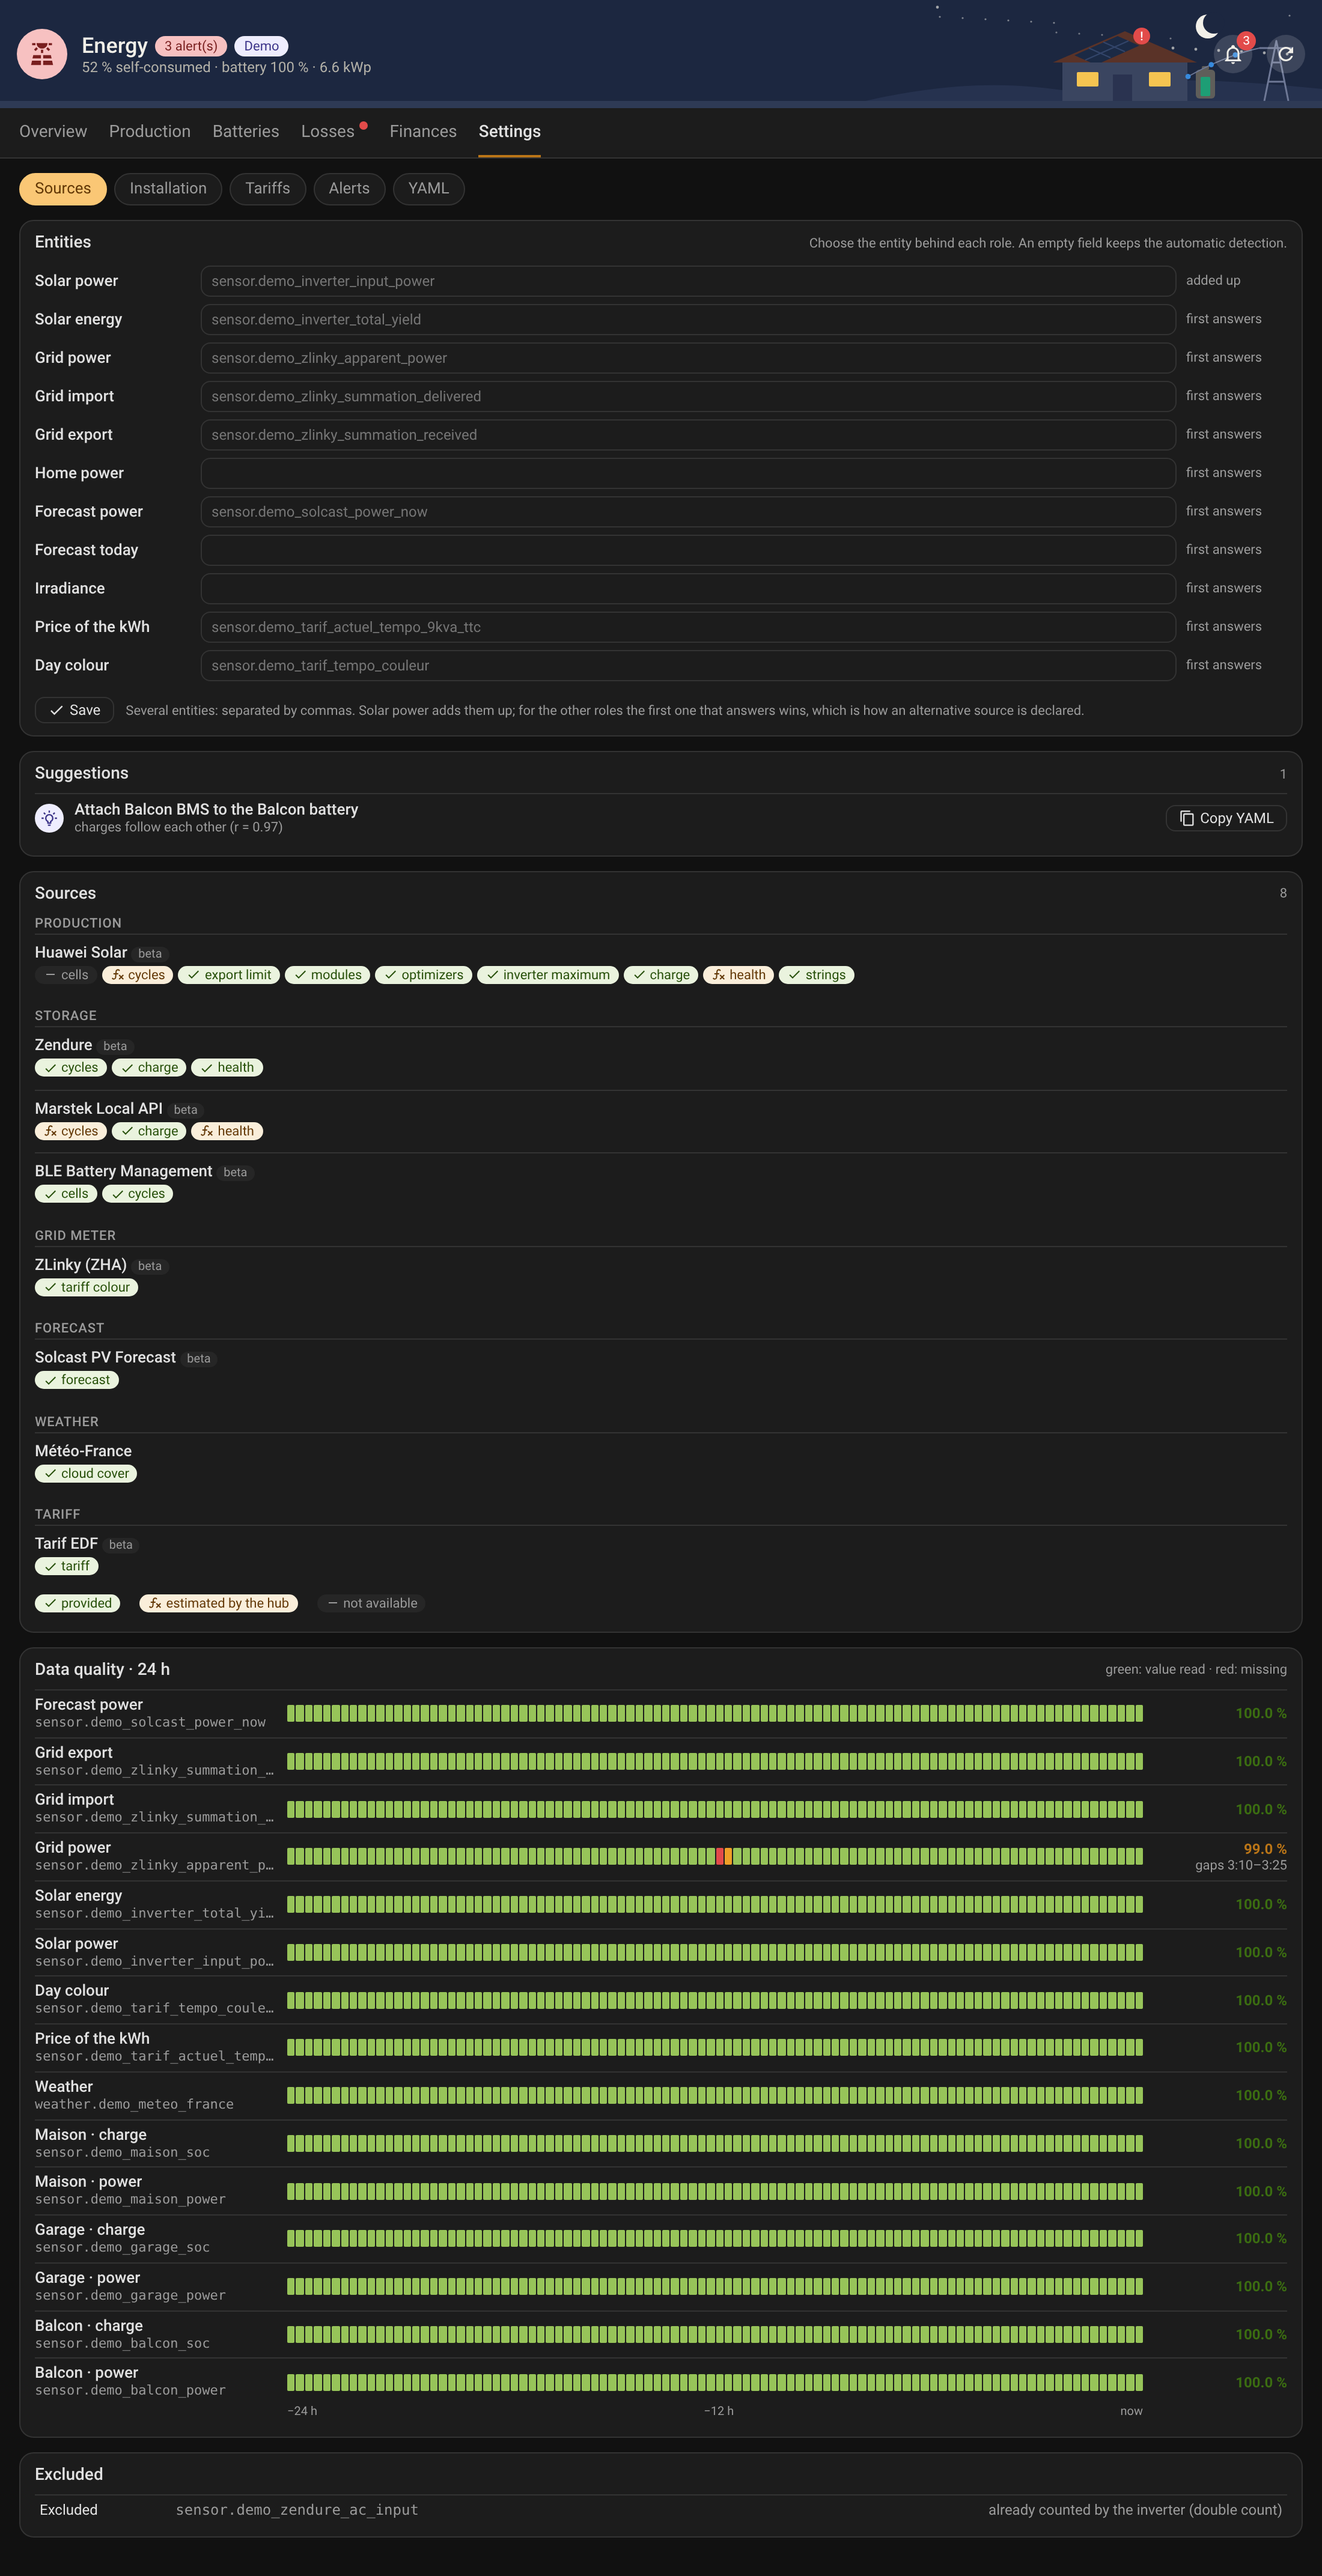 Energy 3 alert(s) Demo
52 % self-consumed · battery 100 % · 6.6 kWp
!
3
Overview Production Batteries Losses Finances Settings
Sources Installation Tariffs Alerts YAML
Entities Choose the entity behind each role. An empty field keeps the automatic detection.
Solar power sensor.demo_inverter_input_power added up
Solar energy sensor.demo_inverter_total_yield first answers
Grid power sensor.demo_zlinky_apparent_power first answers
Grid import sensor.demo_zlinky_summation_delivered first answers
Grid export sensor.demo_zlinky_summation_received first answers
Home power first answers
Forecast power sensor.demo_solcast_power_now first answers
Forecast today first answers
Irradiance first answers
Price of the kWh sensor.demo_tarif_actuel_tempo_9kva_ttc first answers
Day colour sensor.demo_tarif_tempo_couleur first answers
Save Several entities: separated by commas. Solar power adds them up; for the other roles the first one that answers wins, which is how an alternative source is declared.
Suggestions 1
Attach Balcon BMS to the Balcon battery
charges follow each other (r = 0.97)
Copy YAML
Sources 8
PRODUCTION
Huawei Solar beta
cells cycles export limit modules optimizers inverter maximum charge health strings
STORAGE
Zendure beta
cycles charge health
Marstek Local API beta
cycles charge health
BLE Battery Management beta
cells cycles
GRID METER
ZLinky (ZHA) beta
tariff colour
FORECAST
Solcast PV Forecast beta
forecast
WEATHER
Météo-France
cloud cover
TARIFF
Tarif EDF beta
tariff
provided estimated by the hub not available
Data quality · 24 h green: value read · red: missing
Forecast power
sensor.demo_solcast_power_now 100.0 %
Grid export
sensor.demo_zlinky_summation_… 100.0 %
Grid import
sensor.demo_zlinky_summation_… 100.0 %
Grid power 99.0 %
sensor.demo_zlinky_apparent_p… gaps 3:10–3:25
Solar energy
sensor.demo_inverter_total_yi… 100.0 %
Solar power
sensor.demo_inverter_input_po… 100.0 %
Day colour
sensor.demo_tarif_tempo_coule… 100.0 %
Price of the kWh
sensor.demo_tarif_actuel_temp… 100.0 %
Weather
weather.demo_meteo_france 100.0 %
Maison · charge
sensor.demo_maison_soc 100.0 %
Maison · power
sensor.demo_maison_power 100.0 %
Garage · charge
sensor.demo_garage_soc 100.0 %
Garage · power
sensor.demo_garage_power 100.0 %
Balcon · charge
sensor.demo_balcon_soc 100.0 %
Balcon · power
sensor.demo_balcon_power 100.0 %
−24 h −12 h now
Excluded
Excluded sensor.demo_zendure_ac_input already counted by the inverter (double count)